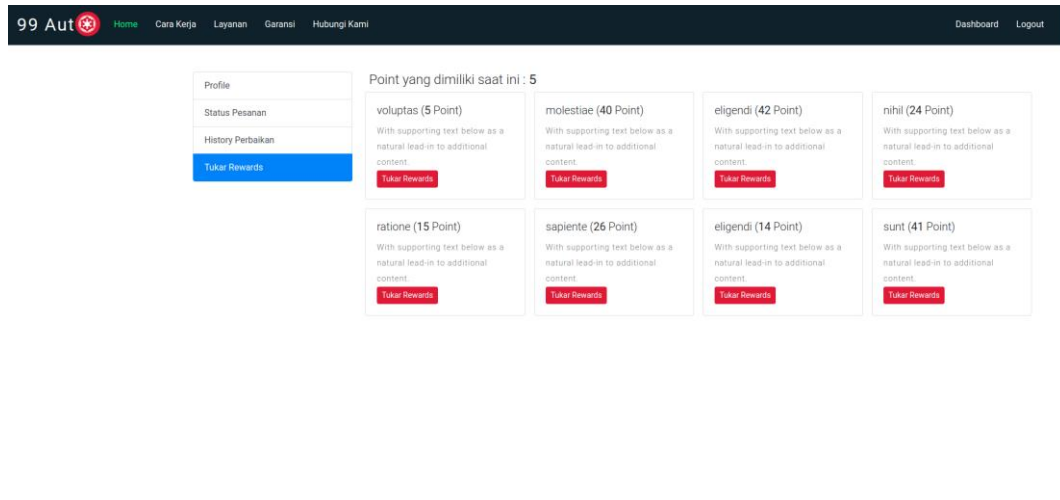 99 Aut
Home Cara Kerja Layanan Garansi Hubungi Kami Dashboard Logout
Profile
Status Pesanan
History Perbaikan
Tukar Rewards
Point yang dimiliki saat ini : 5
voluptas (5 Point)
With supporting text below as a
natural lead-in to additional
content.
Tukar Rewards
molestiae (40 Point)
With supporting text below as a
natural lead-in to additional
content.
Tukar Rewards
eligendi (42 Point)
With supporting text below as a
natural lead-in to additional
content.
Tukar Rewards
nihil (24 Point)
With supporting text below as a
natural lead-in to additional
content.
Tukar Rewards
ratione (15 Point)
With supporting text below as a
natural lead-in to additional
content.
Tukar Rewards
sapiente (26 Point)
With supporting text below as a
natural lead-in to additional
content.
Tukar Rewards
eligendi (14 Point)
With supporting text below as a
natural lead-in to additional
content.
Tukar Rewards
sunt (41 Point)
With supporting text below as a
natural lead-in to additional
content.
Tukar Rewards